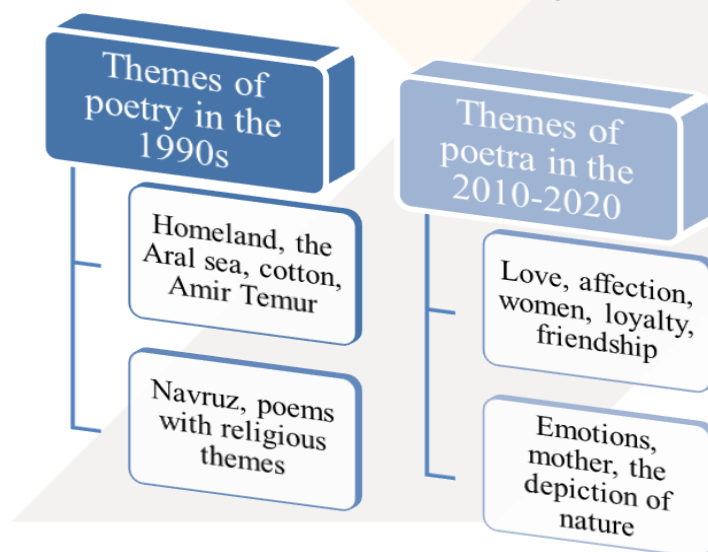 Themes of
poetry in the
1990s
Homeland, the
Aral sea, cotton,
Amir Temur
Navruz, poems
with religious
themes
Themes of
poetra in the
2010-2020
Love, affection,
women, loyalty,
friendship
Emotions,
mother, the
depiction of
nature